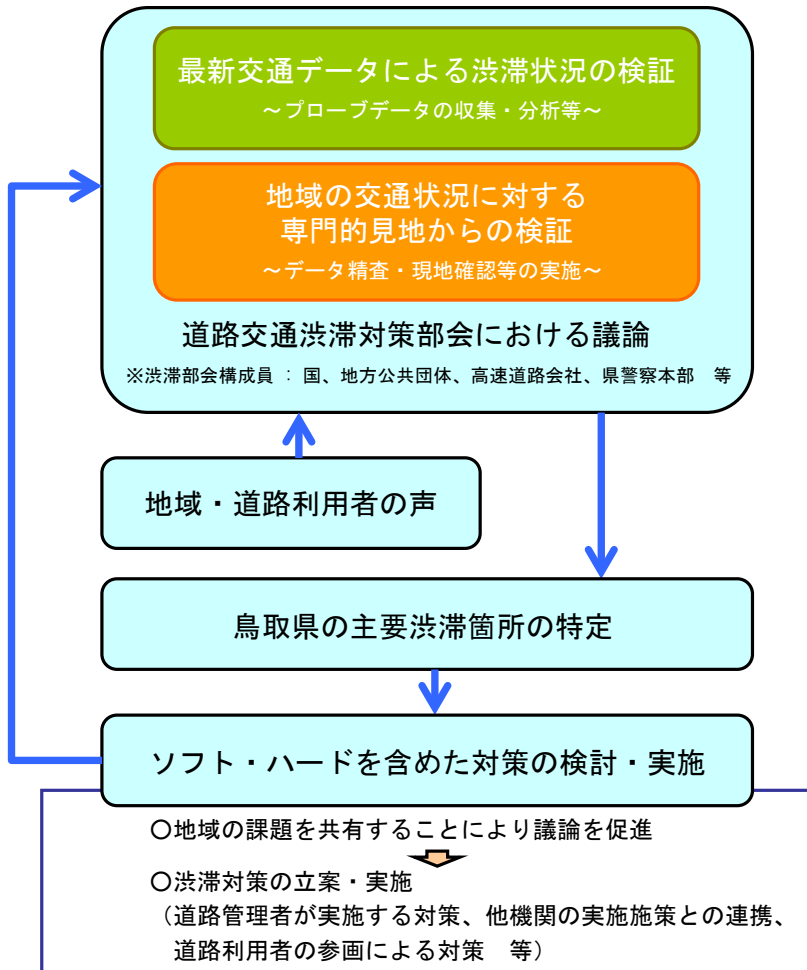 最新交通データによる渋滞状況の検証
～プローブデータの収集・分析等～
地域の交通状況に対する
専門的見地からの検証
～データ精査・現地確認等の実施～
道路交通渋滞対策部会における議論
※渋滞部会構成員 : 国、地方公共団体、高速道路会社、県警察本部　等
地域・道路利用者の声
鳥取県の主要渋滞箇所の特定
ソフト・ハードを含めた対策の検討・実施
〇地域の課題を共有することにより議論を促進
〇渋滞対策の立案・実施
（道路管理者が実施する対策、他機関の実施施策との連携、
道路利用者の参画による対策　等）